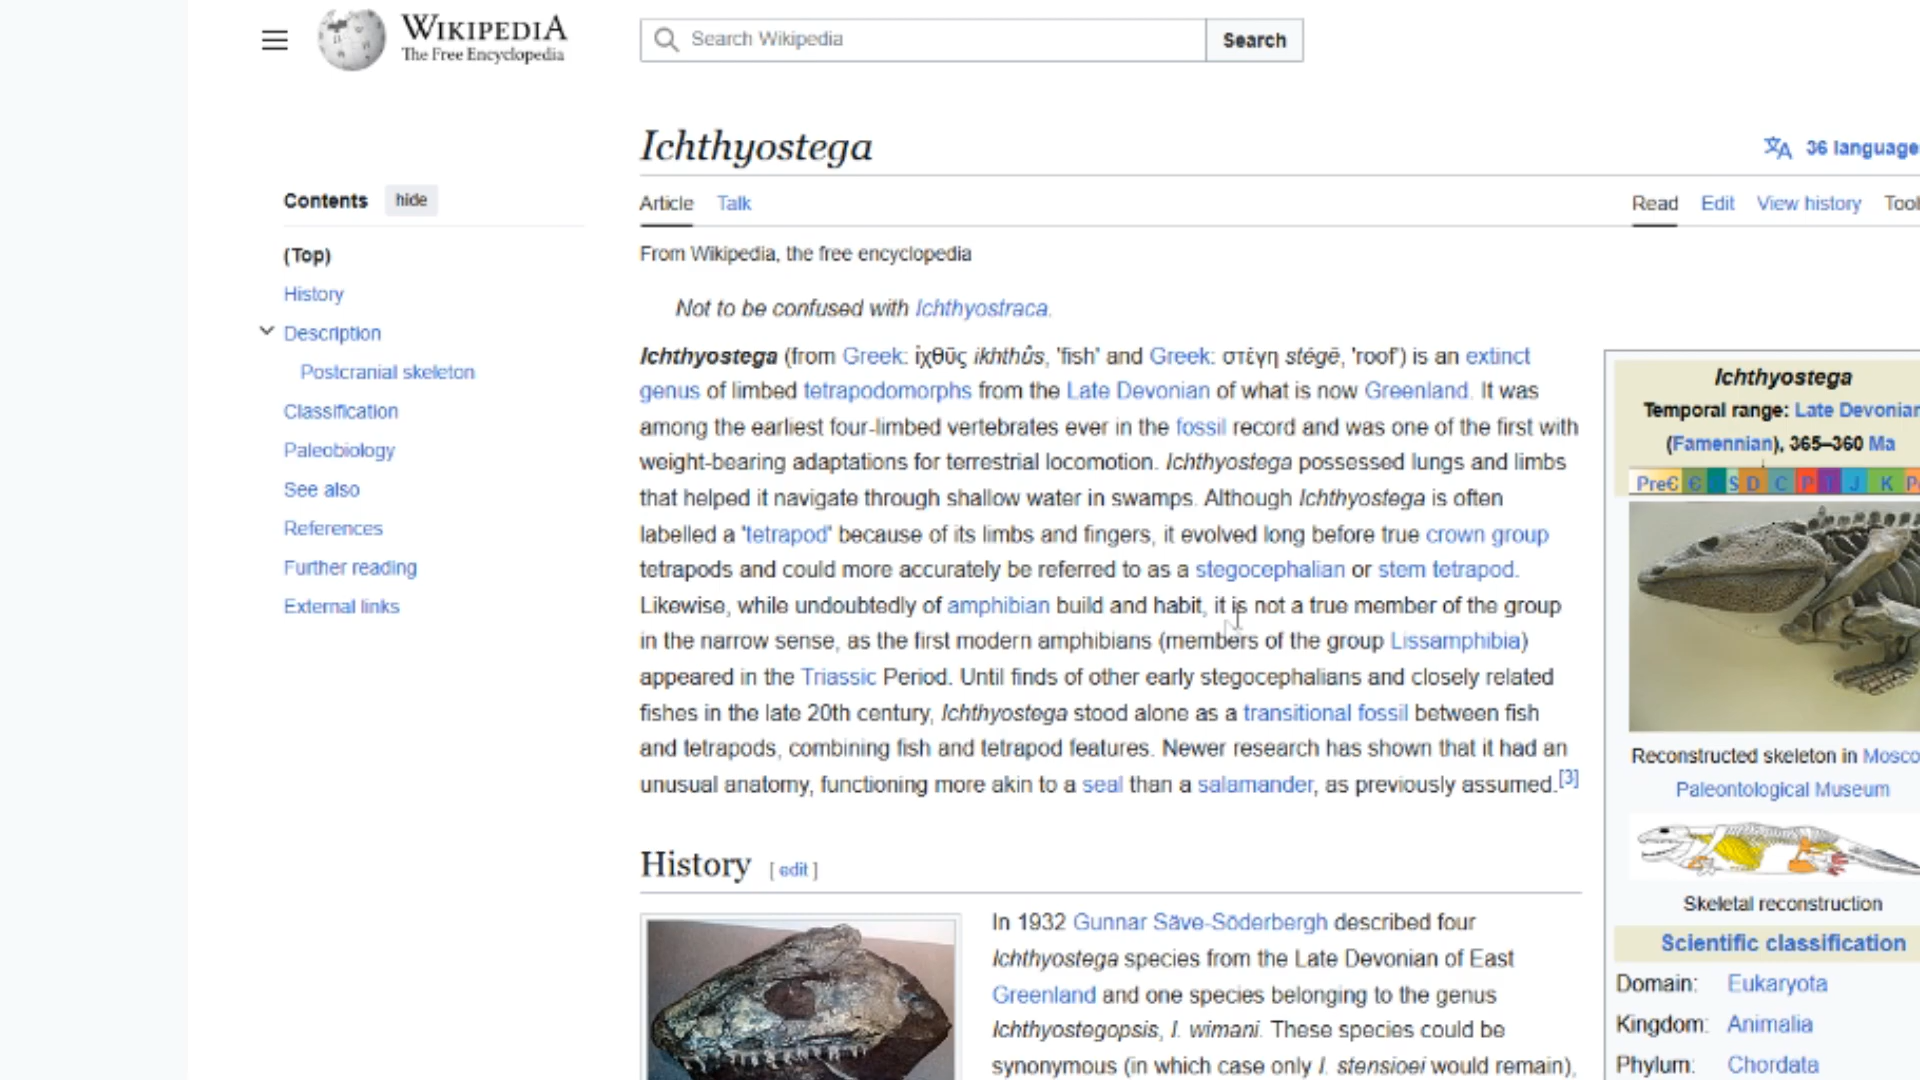 WIKIPEDIA
The Free Encyclopedia
Search Wikipedia
Search
Ichthyostega
36 language
Contents
hide
Article
Talk
Read
Edit
View history
Tool
(Top)
History
Description
Postcranial skeleton
Classification
Paleobiology
See also
References
Further reading
External links
From Wikipedia, the free encyclopedia
Not to be confused with Ichthyostraca.
Ichthyostega (from Greek: ἰχθῦς ikhthûs, 'fish' and Greek: στέγη stégē, 'roof') is an extinct
genus of limbed tetrapodomorphs from the Late Devonian of what is now Greenland. It was
among the earliest four-limbed vertebrates ever in the fossil record and was one of the first with
weight-bearing adaptations for terrestrial locomotion. Ichthyostega possessed lungs and limbs
that helped it navigate through shallow water in swamps. Although Ichthyostega is often
labelled a 'tetrapod' because of its limbs and fingers, it evolved long before true crown group
tetrapods and could more accurately be referred to as a stegocephalian or stem tetrapod.
Likewise, while undoubtedly of amphibian build and habit, it is not a true member of the group
in the narrow sense, as the first modern amphibians (members of the group Lissamphibia)
appeared in the Triassic Period. Until finds of other early stegocephalians and closely related
fishes in the late 20th century, Ichthyostega stood alone as a transitional fossil between fish
and tetrapods, combining fish and tetrapod features. Newer research has shown that it had an
unusual anatomy, functioning more akin to a seal than a salamander, as previously assumed.[3]
Ichthyostega
Temporal range: Late Devonian
(Famennian), 365–360 Ma
PreꞒ Ꞓ S D C P T J K P
Reconstructed skeleton in Mosco
Paleontological Museum
Skeletal reconstruction
Scientific classification
Domain: Eukaryota
Kingdom: Animalia
Phylum: Chordata
History [ edit ]
In 1932 Gunnar Säve-Söderbergh described four
Ichthyostega species from the Late Devonian of East
Greenland and one species belonging to the genus
Ichthyostegopsis, I. wimani. These species could be
synonymous (in which case only I. stensioei would remain),